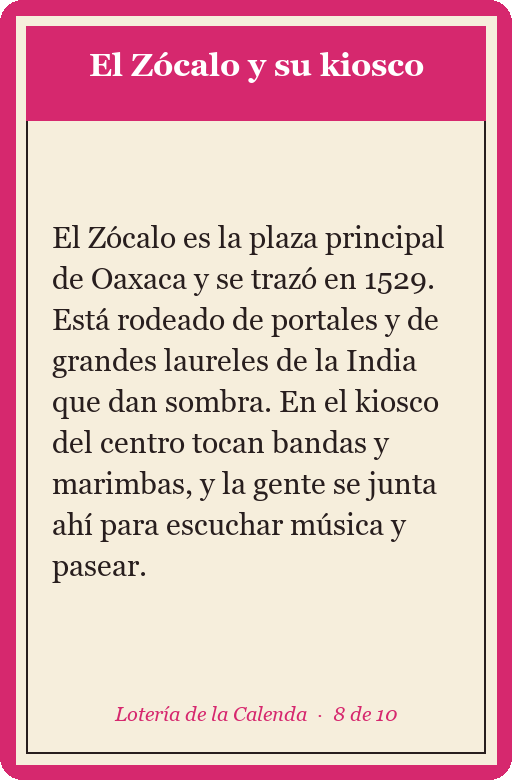 El Zócalo y su kiosco
El Zócalo es la plaza principal
de Oaxaca y se trazó en 1529.
Está rodeado de portales y de
grandes laureles de la India
que dan sombra. En el kiosco
del centro tocan bandas y
marimbas, y la gente se junta
ahí para escuchar música y
pasear.
Lotería de la Calenda · 8 de 10